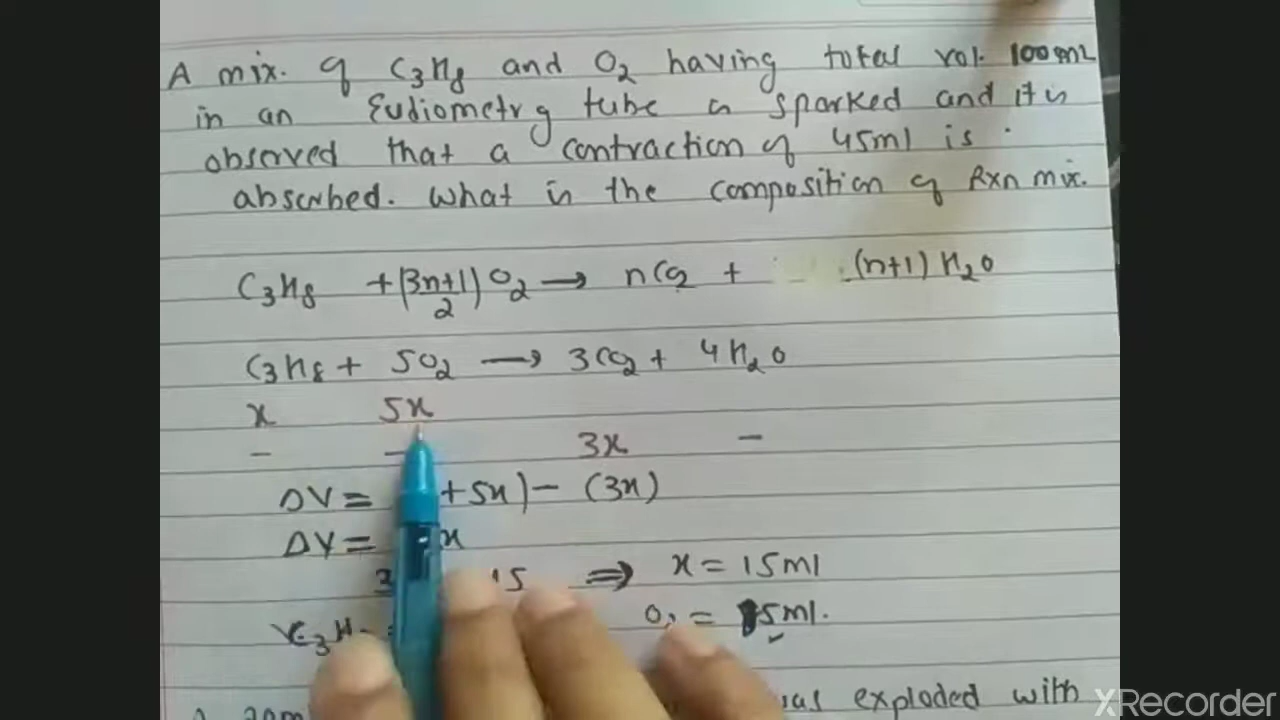 A mix. of C3H8 and O2 having total vol. 100mL
in an Eudiometry tube is sparked and it is
observed that a contraction of 45ml is
absorbed. What is the composition of Rxn mix.
C3H8 + (3n+1)/2 O2 → nCO2 + (n+1) H2O
C3H8 + 5O2 → 3CO2 + 4H2O
x 5x
- - 3x -
ΔV = + 5x) - (3x)
ΔV = x
⇒ x = 15ml
= 5ml.
was exploded with
XRecorder